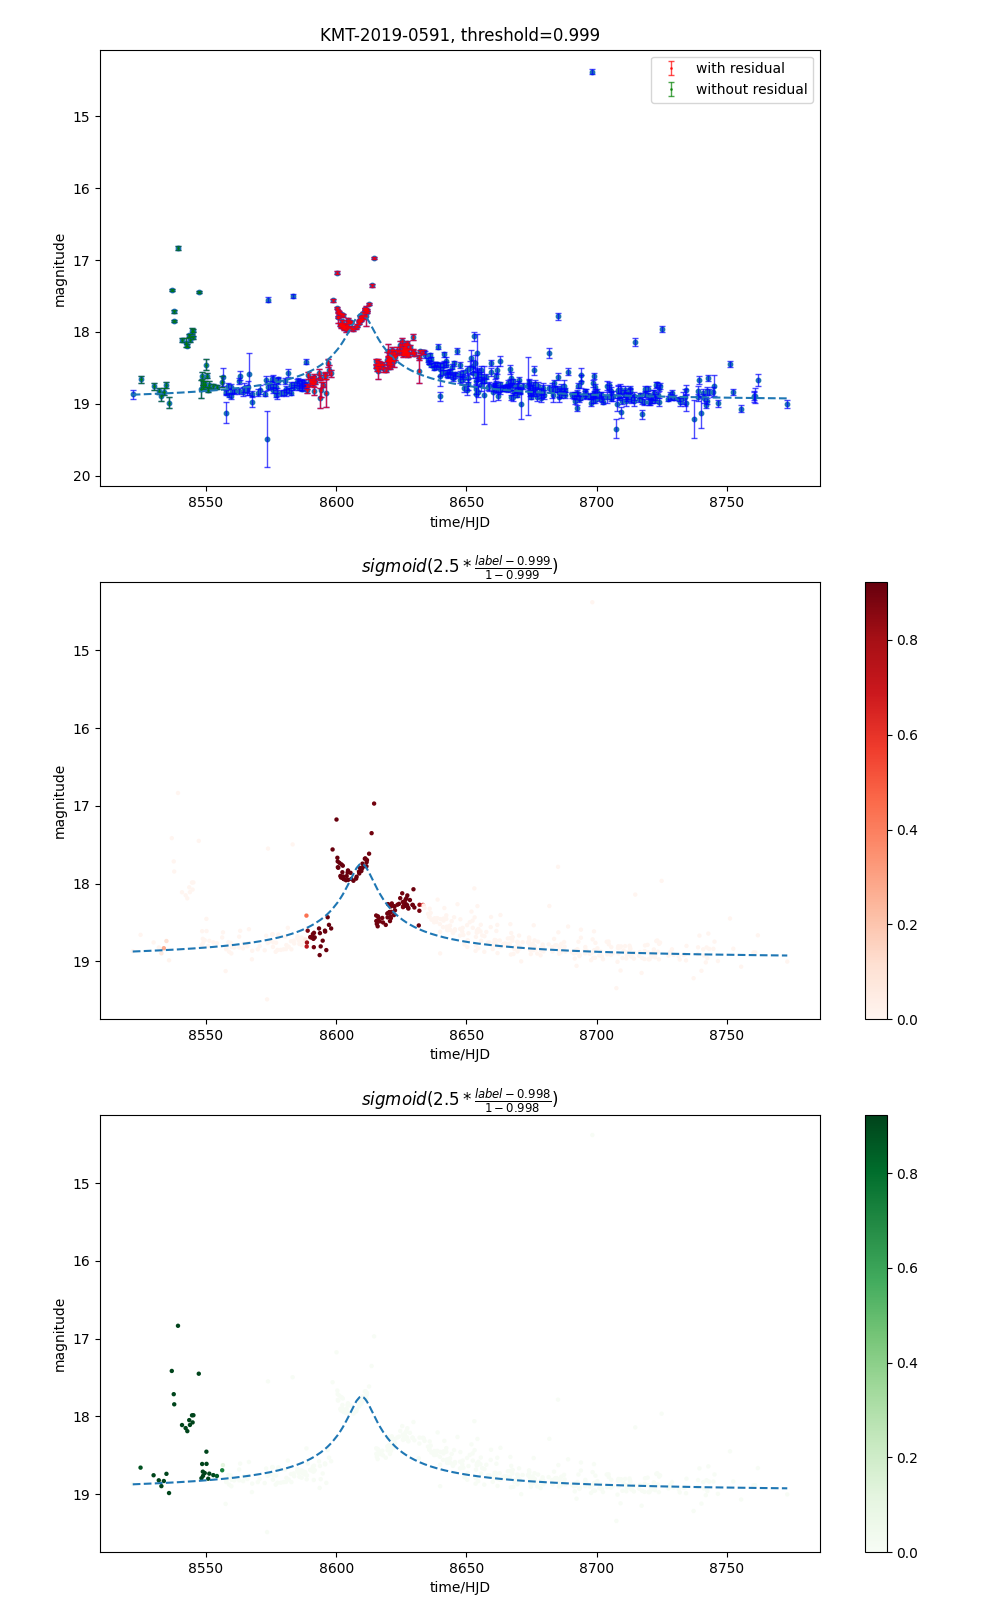 KMT-2019-0591, threshold=0.999
with residual
without residual
15
16
17
18
19
20
magnitude
8550 8600 8650 8700 8750
time/HJD
sigmoid(2.5 * \frac{label-0.999}{1-0.999})
15
16
17
18
19
magnitude
8550 8600 8650 8700 8750
time/HJD
0.8
0.6
0.4
0.2
0.0
sigmoid(2.5 * \frac{label-0.998}{1-0.998})
15
16
17
18
19
magnitude
8550 8600 8650 8700 8750
time/HJD
0.8
0.6
0.4
0.2
0.0